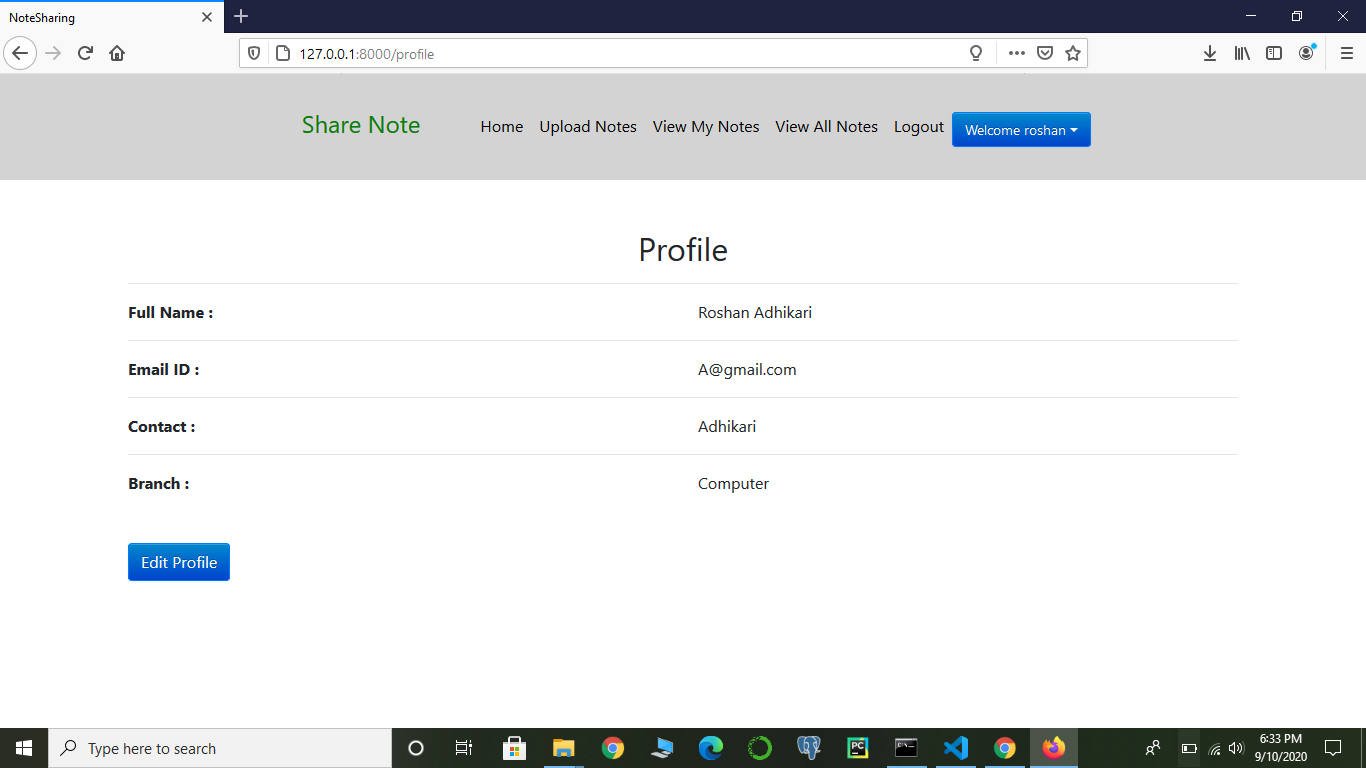 NoteSharing
127.0.0.1:8000/profile
Share Note Home Upload Notes View My Notes View All Notes Logout Welcome roshan
Profile
Full Name : Roshan Adhikari
Email ID : A@gmail.com
Contact : Adhikari
Branch : Computer
Edit Profile
Type here to search
PC
6:33 PM
9/10/2020